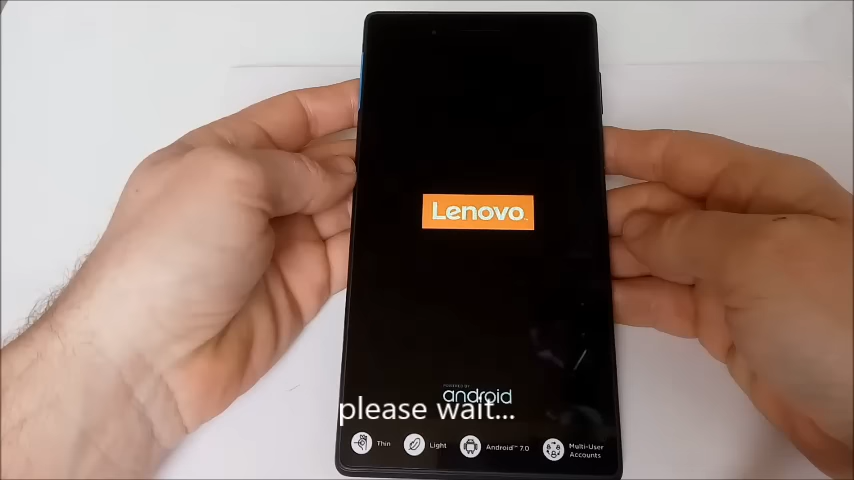 Lenovo
POWERED BY
android
please wait...
Thin
Light
Android™ 7.0
Multi-User
Accounts